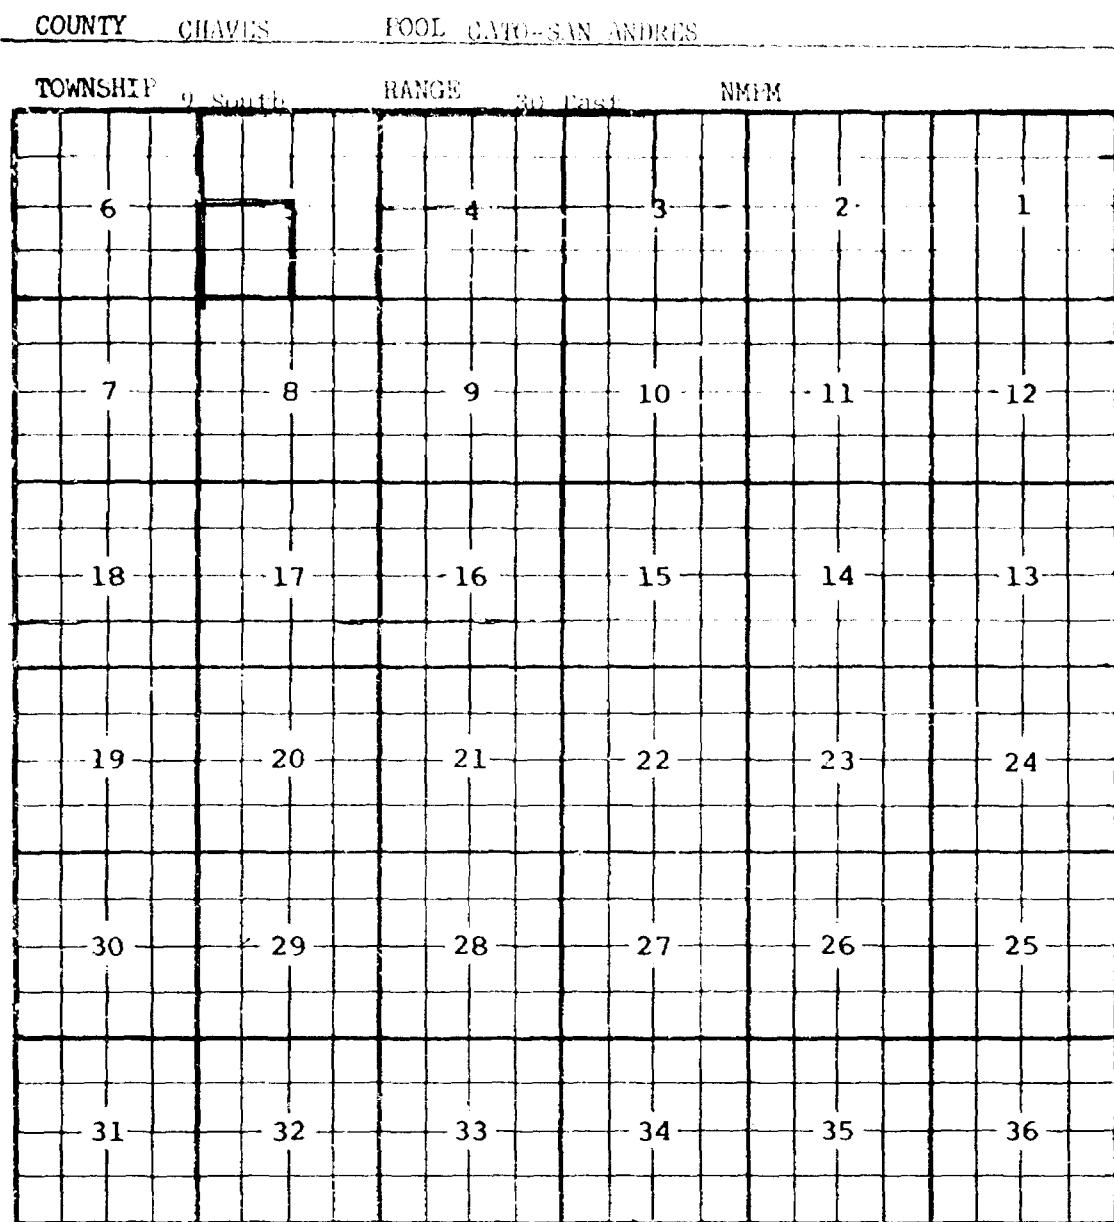 COUNTY CHAVES POOL CATO-SAN ANDRES
TOWNSHIP 9 South RANGE 30 East NMPM
6 4 3 2 1
7 8 9 10 11 12
18 17 16 15 14 13
19 20 21 22 23 24
30 29 28 27 26 25
31 32 33 34 35 36